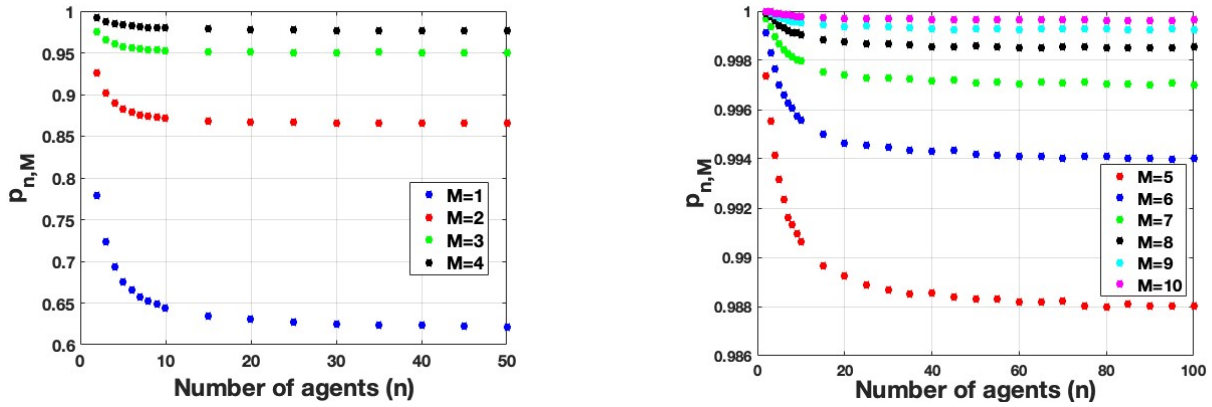 1
0.95
0.9
0.85
0.8
0.75
0.7
0.65
0.6
p_{n,M}
M=1
M=2
M=3
M=4
0 10 20 30 40 50
Number of agents (n)
1
0.998
0.996
0.994
0.992
0.99
0.988
0.986
p_{n,M}
M=5
M=6
M=7
M=8
M=9
M=10
0 20 40 60 80 100
Number of agents (n)